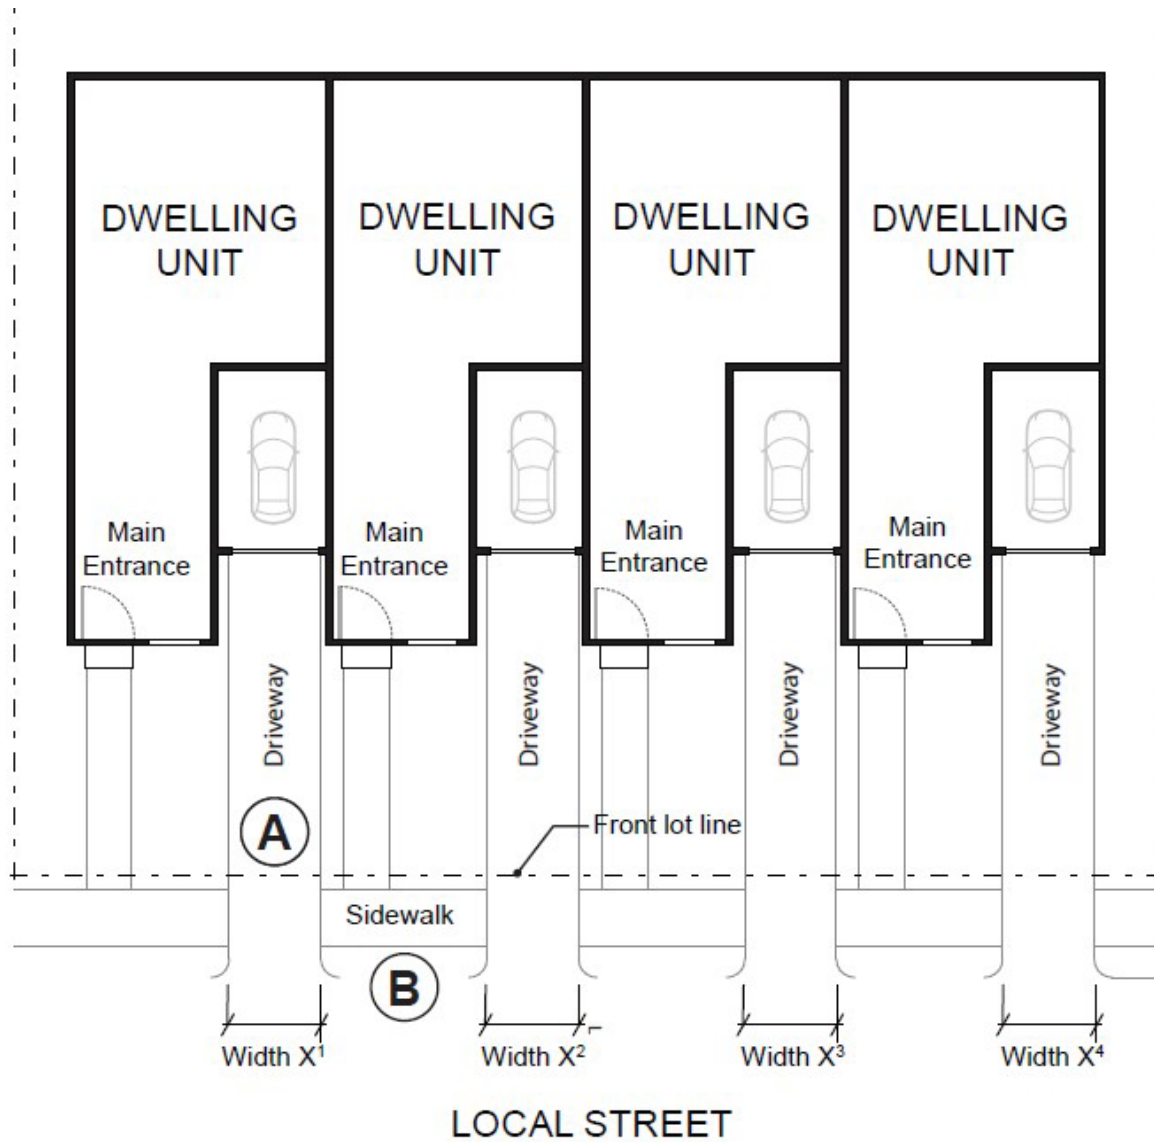 DWELLING
UNIT
DWELLING
UNIT
DWELLING
UNIT
DWELLING
UNIT
Main
Entrance
Main
Entrance
Main
Entrance
Main
Entrance
Driveway
Driveway
Driveway
Driveway
A
Front lot line
Sidewalk
B
Width X¹
Width X²
Width X³
Width X⁴
LOCAL STREET